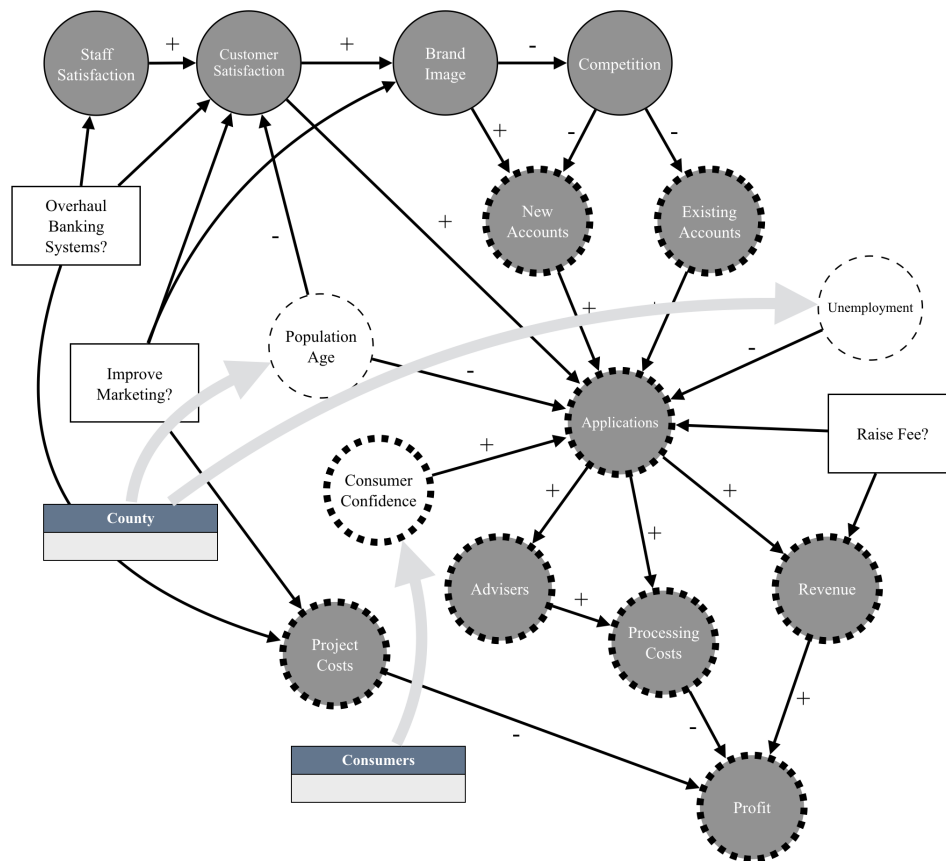 Staff
Satisfaction
+
Customer
Satisfaction
+
Brand
Image
-
Competition
+
-
-
Overhaul
Banking
Systems?
New
Accounts
Existing
Accounts
+
-
Unemployment
Population
Age
+
Improve
Marketing?
-
-
Applications
Raise Fee?
+
Consumer
Confidence
+
+
+
County
Advisers
+
Revenue
+
Processing
Costs
Project
Costs
+
-
-
Consumers
Profit